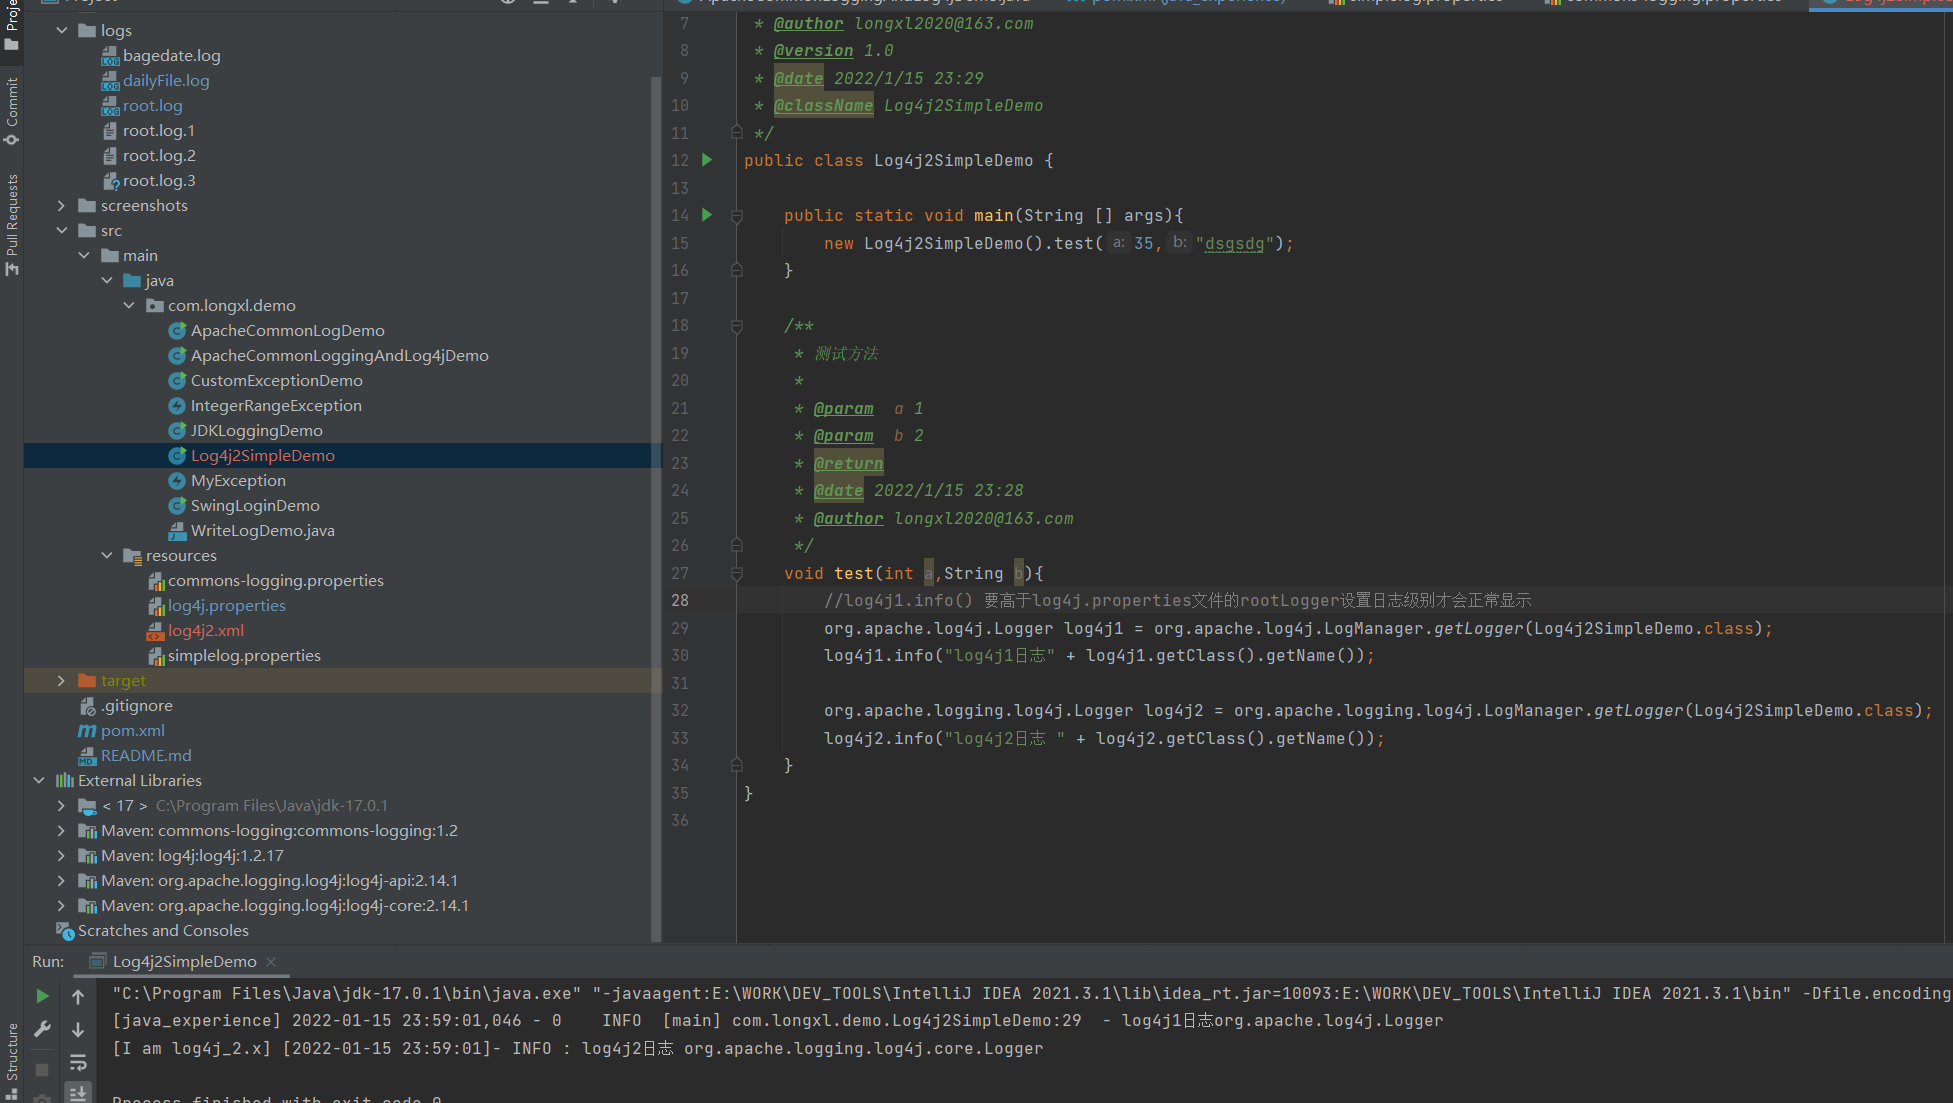 logs
bagedate.log
dailyFile.log
root.log
root.log.1
root.log.2
root.log.3
screenshots
src
main
java
com.longxl.demo
ApacheCommonLogDemo
ApacheCommonLoggingAndLog4jDemo
CustomExceptionDemo
IntegerRangeException
JDKLoggingDemo
Log4j2SimpleDemo
MyException
SwingLoginDemo
WriteLogDemo.java
resources
commons-logging.properties
log4j.properties
log4j2.xml
simplelog.properties
target
.gitignore
pom.xml
README.md
External Libraries
< 17 > C:\Program Files\Java\jdk-17.0.1
Maven: commons-logging:commons-logging:1.2
Maven: log4j:log4j:1.2.17
Maven: org.apache.logging.log4j:log4j-api:2.14.1
Maven: org.apache.logging.log4j:log4j-core:2.14.1
Scratches and Consoles
Commit
Pull Requests
Structure
7 * @author longxl2020@163.com
8 * @version 1.0
9 * @date 2022/1/15 23:29
10 * @className Log4j2SimpleDemo
11 */
12 public class Log4j2SimpleDemo {
13
14 public static void main(String [] args){
15 new Log4j2SimpleDemo().test( a: 35, b: "dsgsdg");
16 }
17
18 /**
19 * 测试方法
20 *
21 * @param a 1
22 * @param b 2
23 * @return
24 * @date 2022/1/15 23:28
25 * @author longxl2020@163.com
26 */
27 void test(int a,String b){
28 //log4j1.info() 要高于log4j.properties文件的rootLogger设置日志级别才会正常显示
29 org.apache.log4j.Logger log4j1 = org.apache.log4j.LogManager.getLogger(Log4j2SimpleDemo.class);
30 log4j1.info("log4j1日志" + log4j1.getClass().getName());
31
32 org.apache.logging.log4j.Logger log4j2 = org.apache.logging.log4j.LogManager.getLogger(Log4j2SimpleDemo.class);
33 log4j2.info("log4j2日志 " + log4j2.getClass().getName());
34 }
35 }
36
Run: Log4j2SimpleDemo
"C:\Program Files\Java\jdk-17.0.1\bin\java.exe" "-javaagent:E:\WORK\DEV_TOOLS\IntelliJ IDEA 2021.3.1\lib\idea_rt.jar=10093:E:\WORK\DEV_TOOLS\IntelliJ IDEA 2021.3.1\bin" -Dfile.encoding
[java_experience] 2022-01-15 23:59:01,046 - 0 INFO [main] com.longxl.demo.Log4j2SimpleDemo:29 - log4j1日志org.apache.log4j.Logger
[I am log4j_2.x] [2022-01-15 23:59:01]- INFO : log4j2日志 org.apache.logging.log4j.core.Logger
Process finished with exit code 0